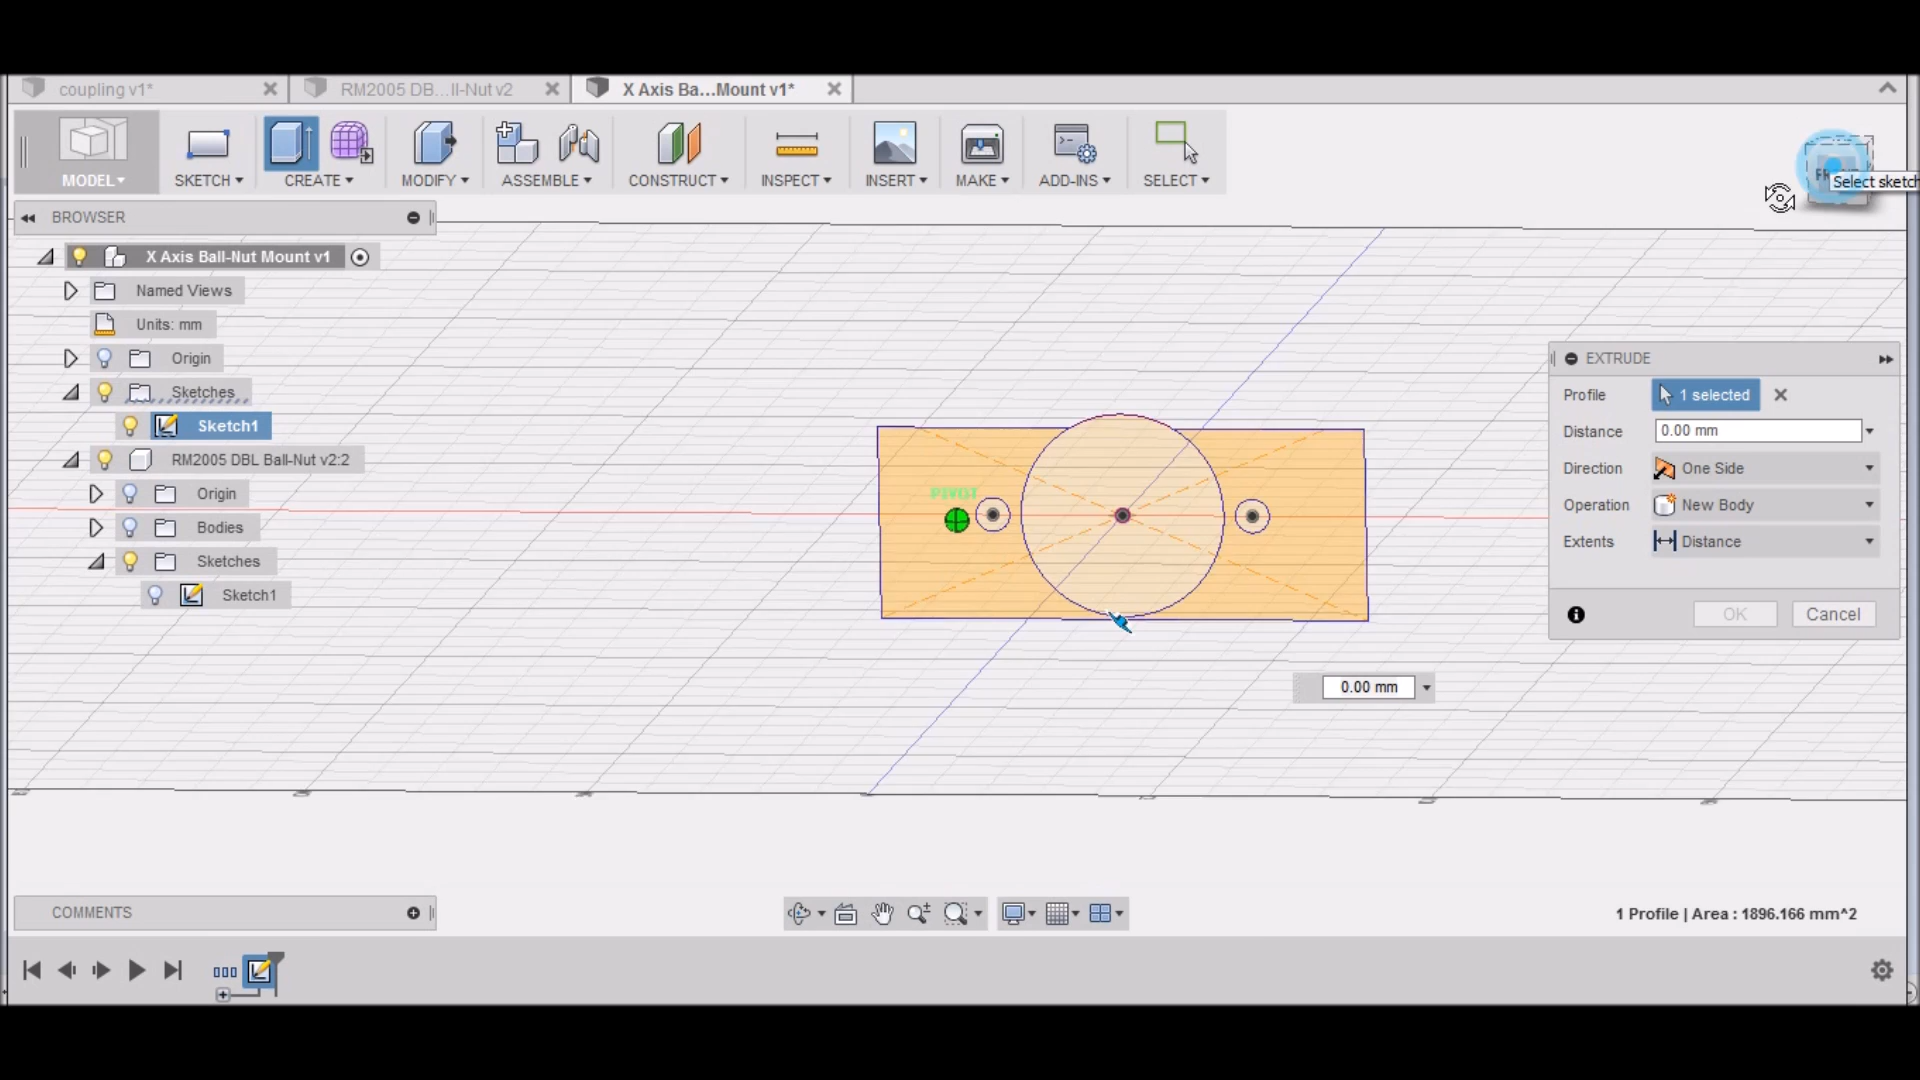 coupling v1*
RM2005 DB...ll-Nut v2
X Axis Ba...Mount v1*
MODEL
SKETCH
CREATE
MODIFY
ASSEMBLE
CONSTRUCT
INSPECT
INSERT
MAKE
ADD-INS
SELECT
Select sketch
BROWSER
X Axis Ball-Nut Mount v1
Named Views
Units: mm
Origin
Sketches
Sketch1
RM2005 DBL Ball-Nut v2:2
Origin
Bodies
Sketches
Sketch1
PIVOT
EXTRUDE
Profile 1 selected
Distance 0.00 mm
Direction One Side
Operation New Body
Extents Distance
OK Cancel
0.00 mm
COMMENTS
1 Profile | Area : 1896.166 mm^2